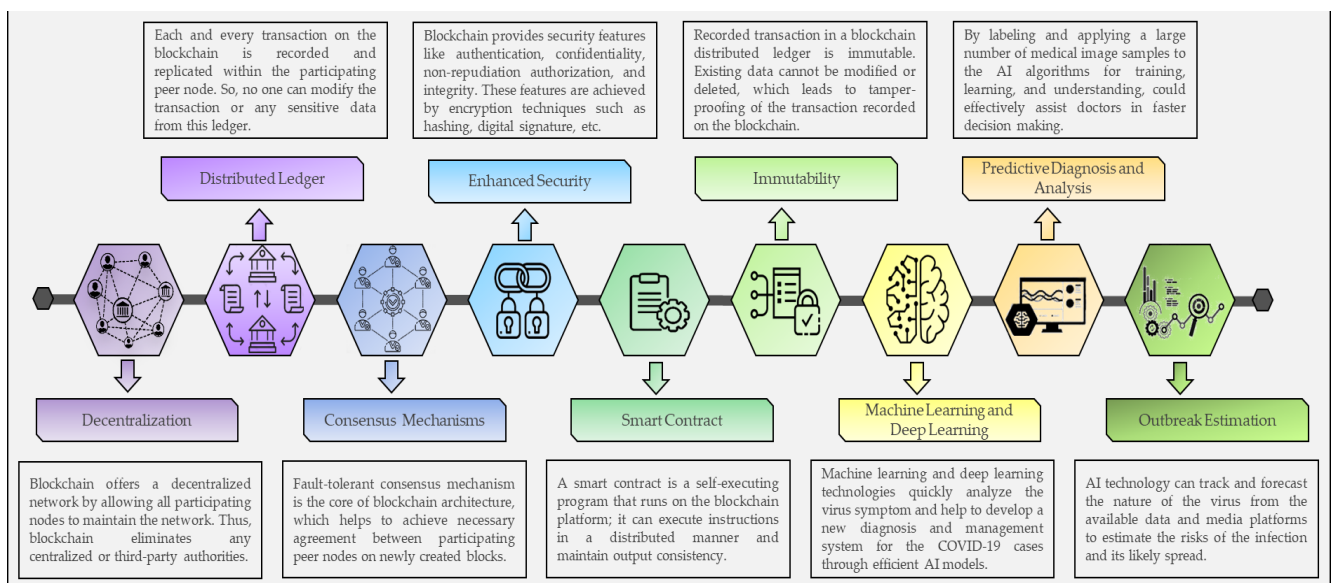 Each and every transaction on the
blockchain is recorded and
replicated within the participating
peer node. So, no one can modify the
transaction or any sensitive data
from this ledger.
Blockchain provides security features
like authentication, confidentiality,
non-repudiation authorization, and
integrity. These features are achieved
by encryption techniques such as
hashing, digital signature, etc.
Recorded transaction in a blockchain
distributed ledger is immutable.
Existing data cannot be modified or
deleted, which leads to tamper-
proofing of the transaction recorded
on the blockchain.
By labeling and applying a large
number of medical image samples to
the AI algorithms for training,
learning, and understanding, could
effectively assist doctors in faster
decision making.
Distributed Ledger
Enhanced Security
Immutability
Predictive Diagnosis and
Analysis
Decentralization
Consensus Mechanisms
Smart Contract
Machine Learning and
Deep Learning
Outbreak Estimation
Blockchain offers a decentralized
network by allowing all participating
nodes to maintain the network. Thus,
blockchain eliminates any
centralized or third-party authorities.
Fault-tolerant consensus mechanism
is the core of blockchain architecture,
which helps to achieve necessary
agreement between participating
peer nodes on newly created blocks.
A smart contract is a self-executing
program that runs on the blockchain
platform; it can execute instructions
in a distributed manner and
maintain output consistency.
Machine learning and deep learning
technologies quickly analyze the
virus symptom and help to develop a
new diagnosis and management
system for the COVID-19 cases
through efficient AI models.
AI technology can track and forecast
the nature of the virus from the
available data and media platforms
to estimate the risks of the infection
and its likely spread.